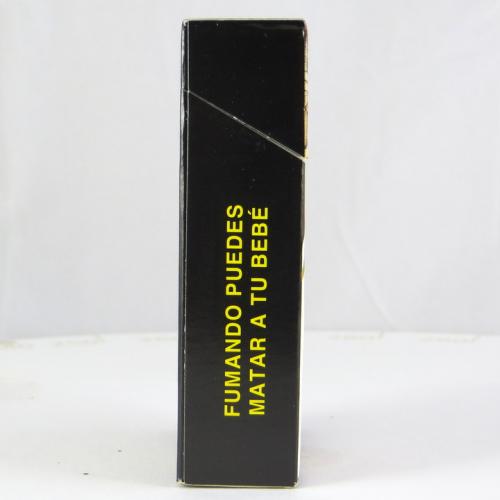 FUMANDO PUEDES
MATAR A TU BEBÉ